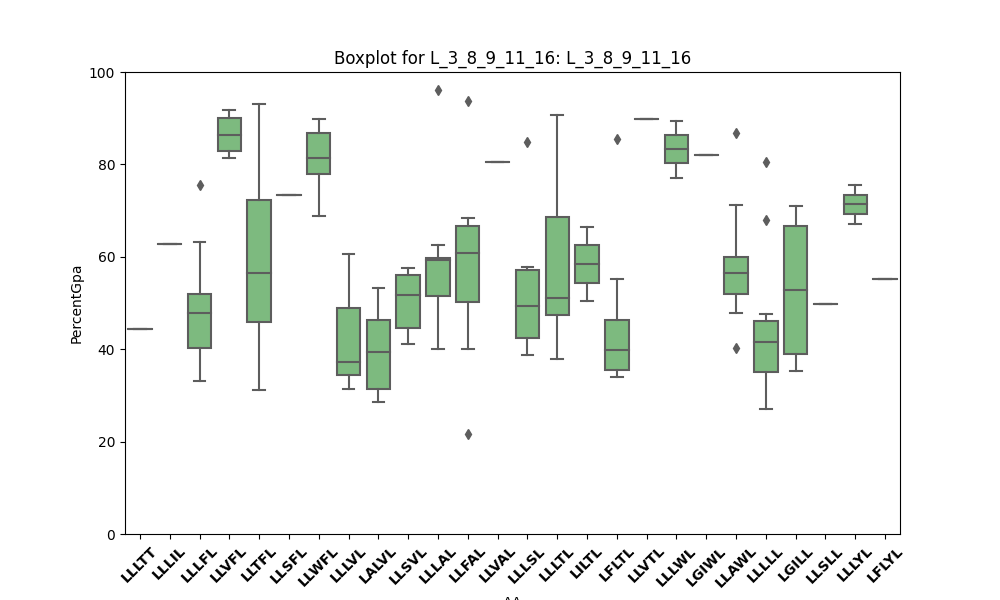 Boxplot for L_3_8_9_11_16: L_3_8_9_11_16
PercentGpa
100
80
60
40
20
0
LLLTT
LLLIL
LLLFL
LLVFL
LLTFL
LLSFL
LLWFL
LLLVL
LALVL
LLSVL
LLLAL
LLFAL
LLVAL
LLLSL
LLLTL
LILTL
LFLTL
LLVTL
LLLWL
LGIWL
LLAWL
LLLLL
LGILL
LLSLL
LLLYL
LFLYL